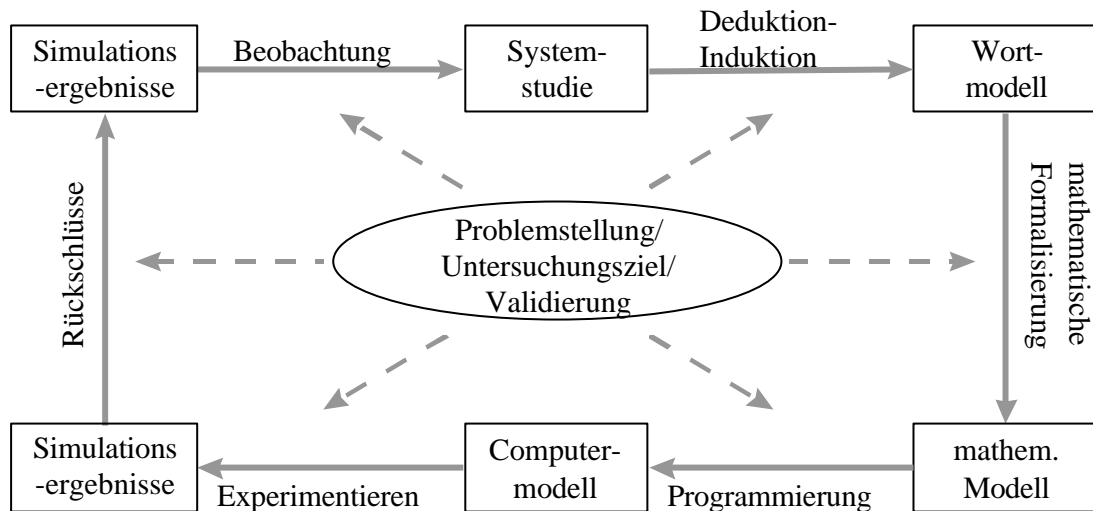 Simulations
-ergebnisse
Beobachtung
System-
studie
Deduktion-
Induktion
Wort-
modell
Rückschlüsse
Problemstellung/
Untersuchungsziel/
Validierung
mathematische
Formalisierung
Simulations
-ergebnisse
Experimentieren
Computer-
modell
Programmierung
mathem.
Modell